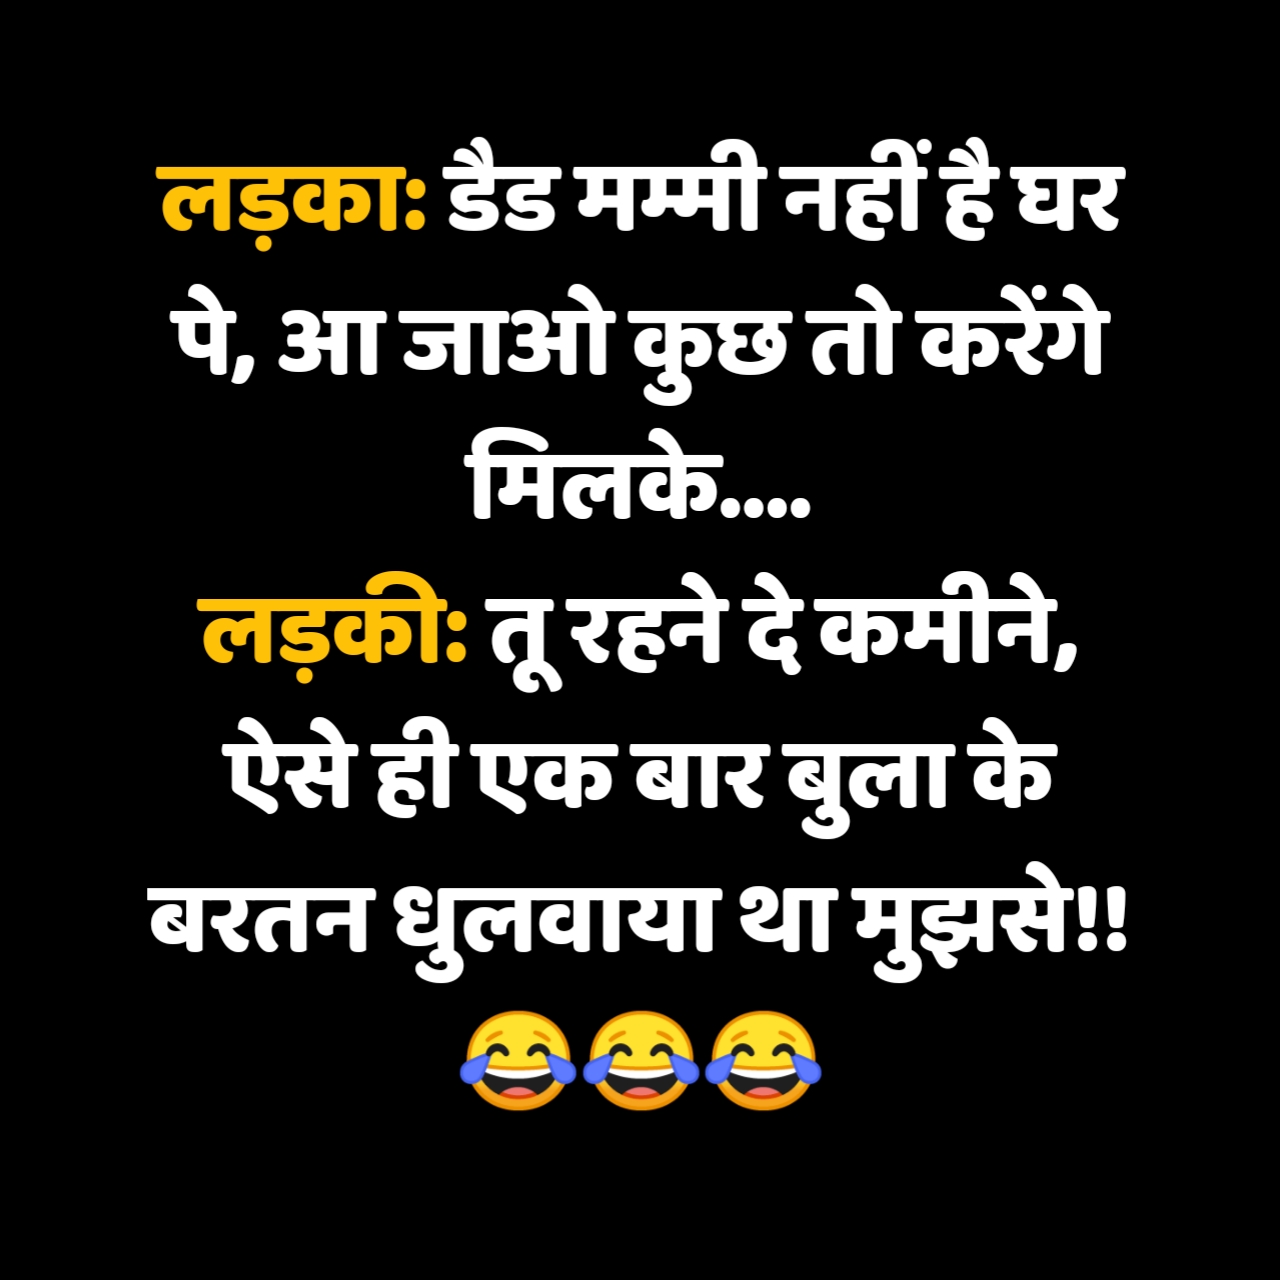 लड़का: डैड मम्मी नहीं है घर
पे, आ जाओ कुछ तो करेंगे
मिलके....
लड़की: तू रहने दे कमीने,
ऐसे ही एक बार बुला के
बरतन धुलवाया था मुझसे!!
😂😂😂